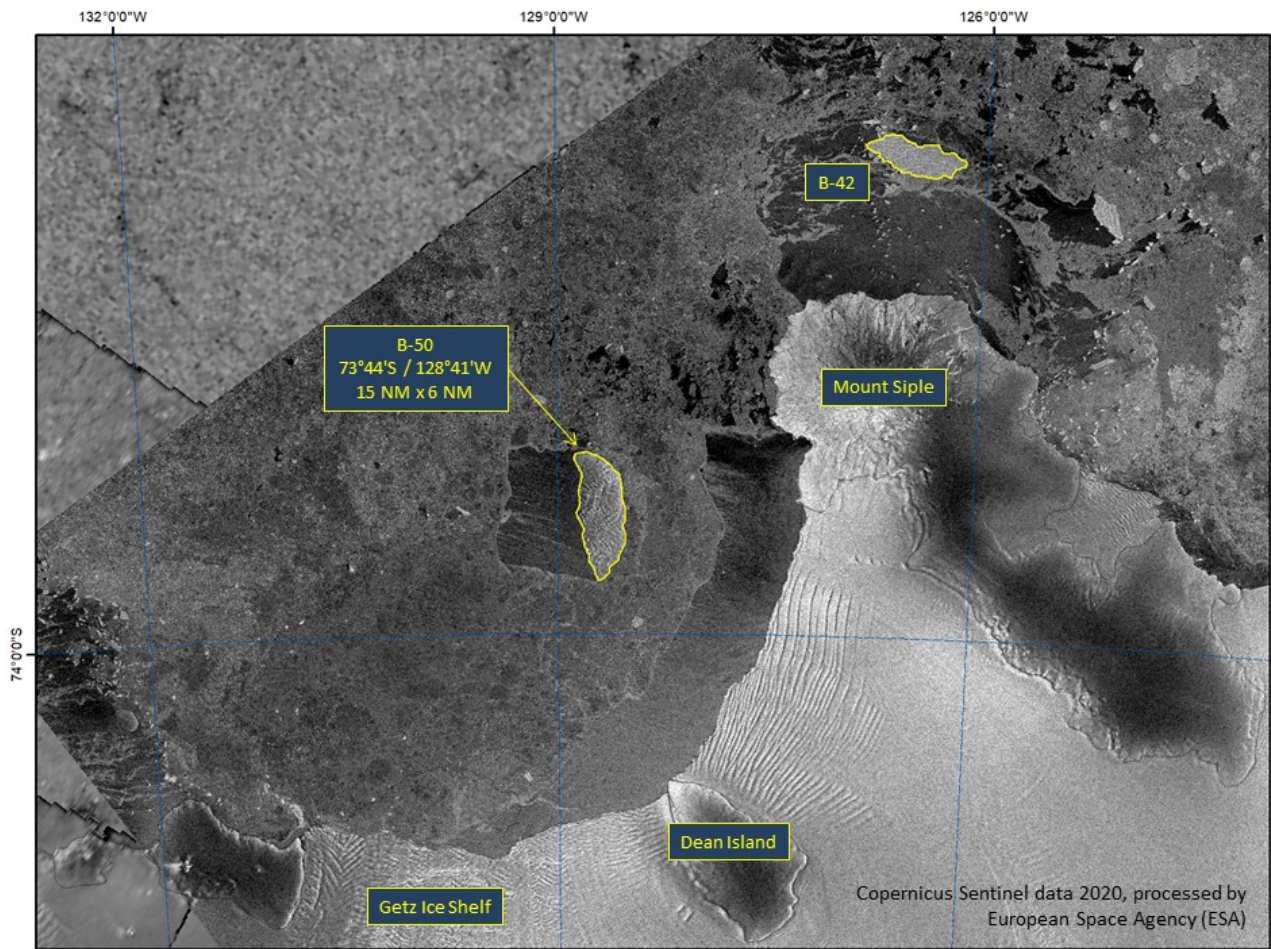 132°0'0"W
129°0'0"W
126°0'0"W
B-42
B-50
73°44'S / 128°41'W
15 NM x 6 NM
Mount Siple
74°0'0"S
Dean Island
Getz Ice Shelf
Copernicus Sentinel data 2020, processed by
European Space Agency (ESA)